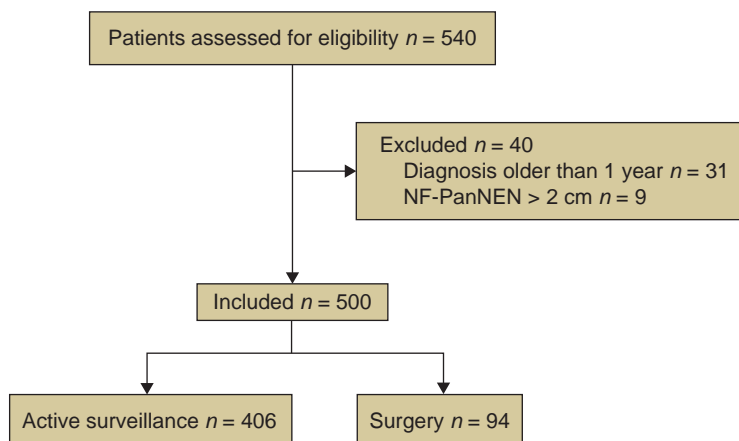 Patients assessed for eligibility n = 540
Excluded n = 40
Diagnosis older than 1 year n = 31
NF-PanNEN > 2 cm n = 9
Included n = 500
Active surveillance n = 406
Surgery n = 94